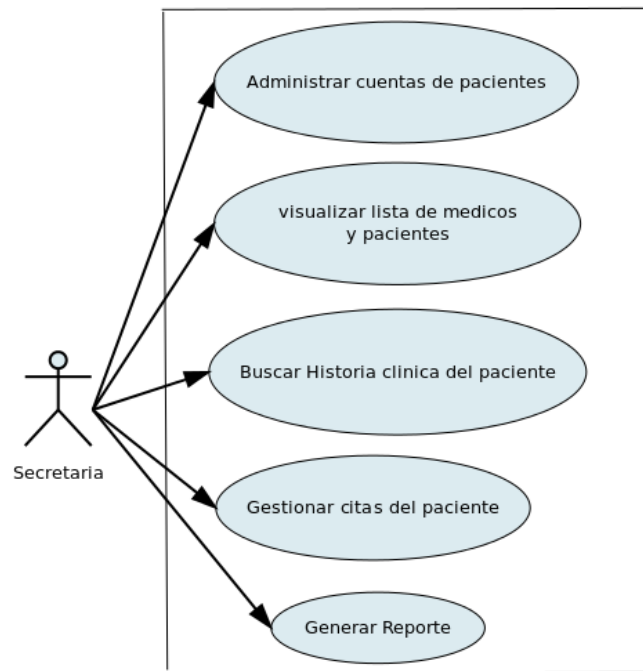 Administrar cuentas de pacientes
visualizar lista de medicos
y pacientes
Buscar Historia clinica del paciente
Secretaria
Gestionar citas del paciente
Generar Reporte